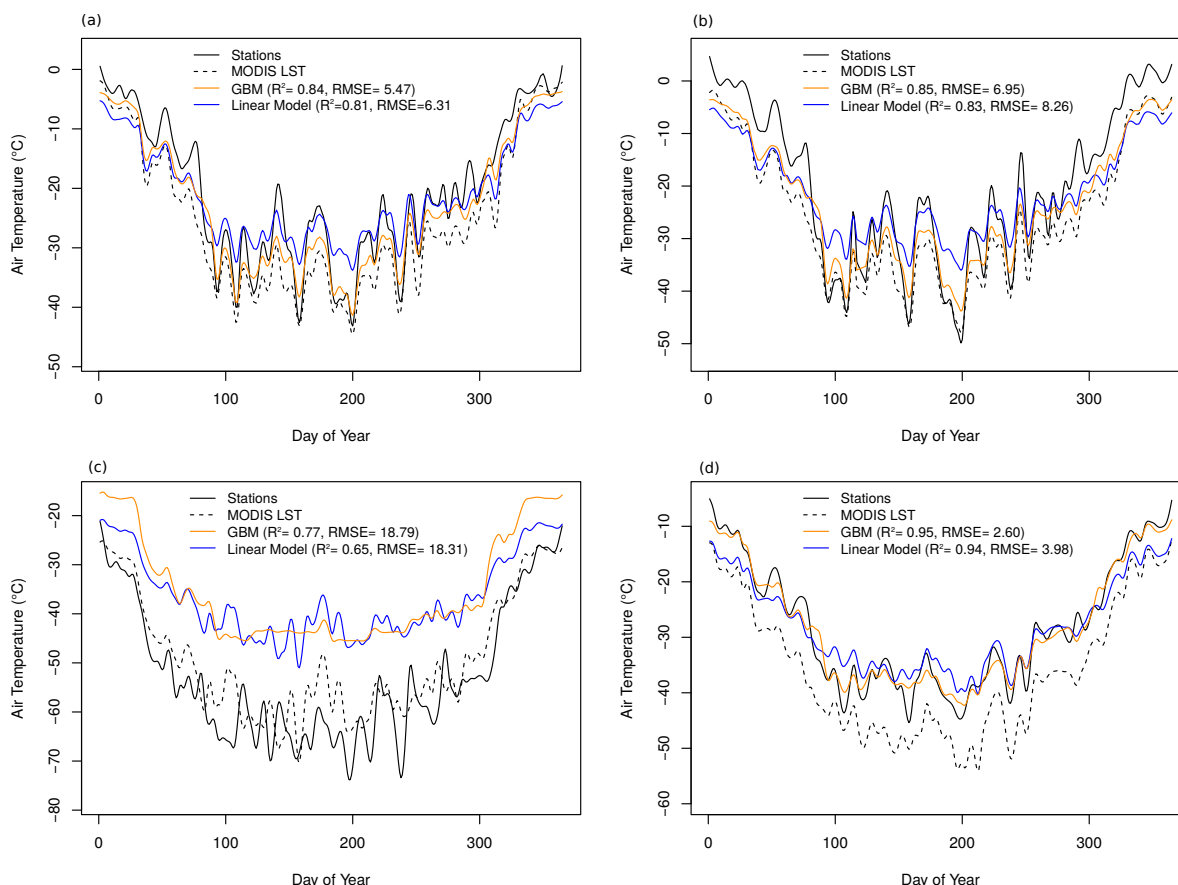 (a)
Stations
MODIS LST
GBM (R²= 0.84, RMSE= 5.47)
Linear Model (R²=0.81, RMSE=6.31
Air Temperature (°C)
0
−10
−20
−30
−40
−50
0 100 200 300
Day of Year
(b)
Stations
MODIS LST
GBM (R²= 0.85, RMSE= 6.95)
Linear Model (R²= 0.83, RMSE= 8.26)
Air Temperature (°C)
0
−10
−20
−30
−40
−50
0 100 200 300
Day of Year
(c)
Stations
MODIS LST
GBM (R²= 0.77, RMSE= 18.79)
Linear Model (R²= 0.65, RMSE= 18.31)
Air Temperature (°C)
−20
−30
−40
−50
−60
−70
−80
0 100 200 300
Day of Year
(d)
Stations
MODIS LST
GBM (R²= 0.95, RMSE= 2.60)
Linear Model (R²= 0.94, RMSE= 3.98)
Air Temperature (°C)
−10
−20
−30
−40
−50
−60
0 100 200 300
Day of Year